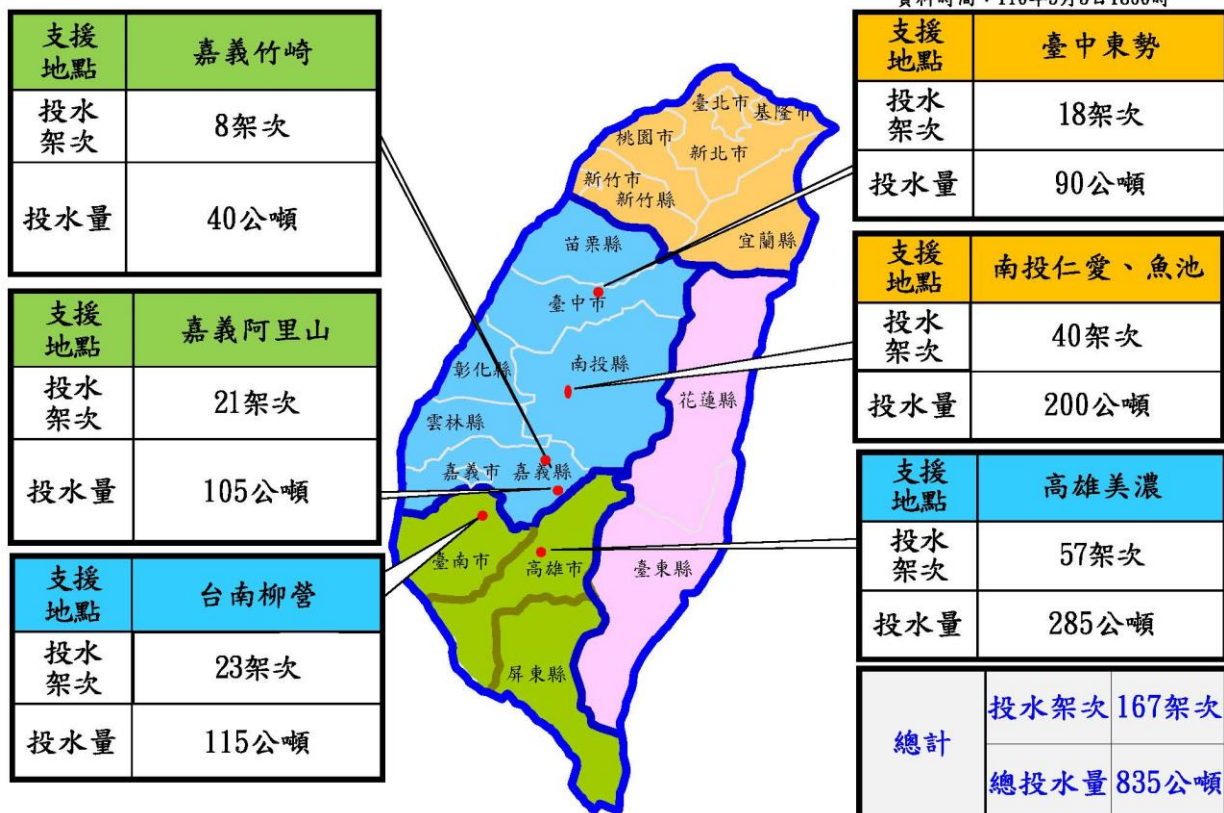 支援
地點
嘉義竹崎
投水
架次
8架次
投水量
40公噸
支援
地點
嘉義阿里山
投水
架次
21架次
投水量
105公噸
支援
地點
台南柳營
投水
架次
23架次
投水量
115公噸
臺北市
基隆市
桃園市
新北市
新竹市
新竹縣
宜蘭縣
苗栗縣
臺中市
南投縣
彰化縣
花蓮縣
雲林縣
嘉義市
嘉義縣
臺南市
高雄市
臺東縣
屏東縣
支援
地點
臺中東勢
投水
架次
18架次
投水量
90公噸
支援
地點
南投仁愛、魚池
投水
架次
40架次
投水量
200公噸
支援
地點
高雄美濃
投水
架次
57架次
投水量
285公噸
總計
投水架次
167架次
總投水量
835公噸